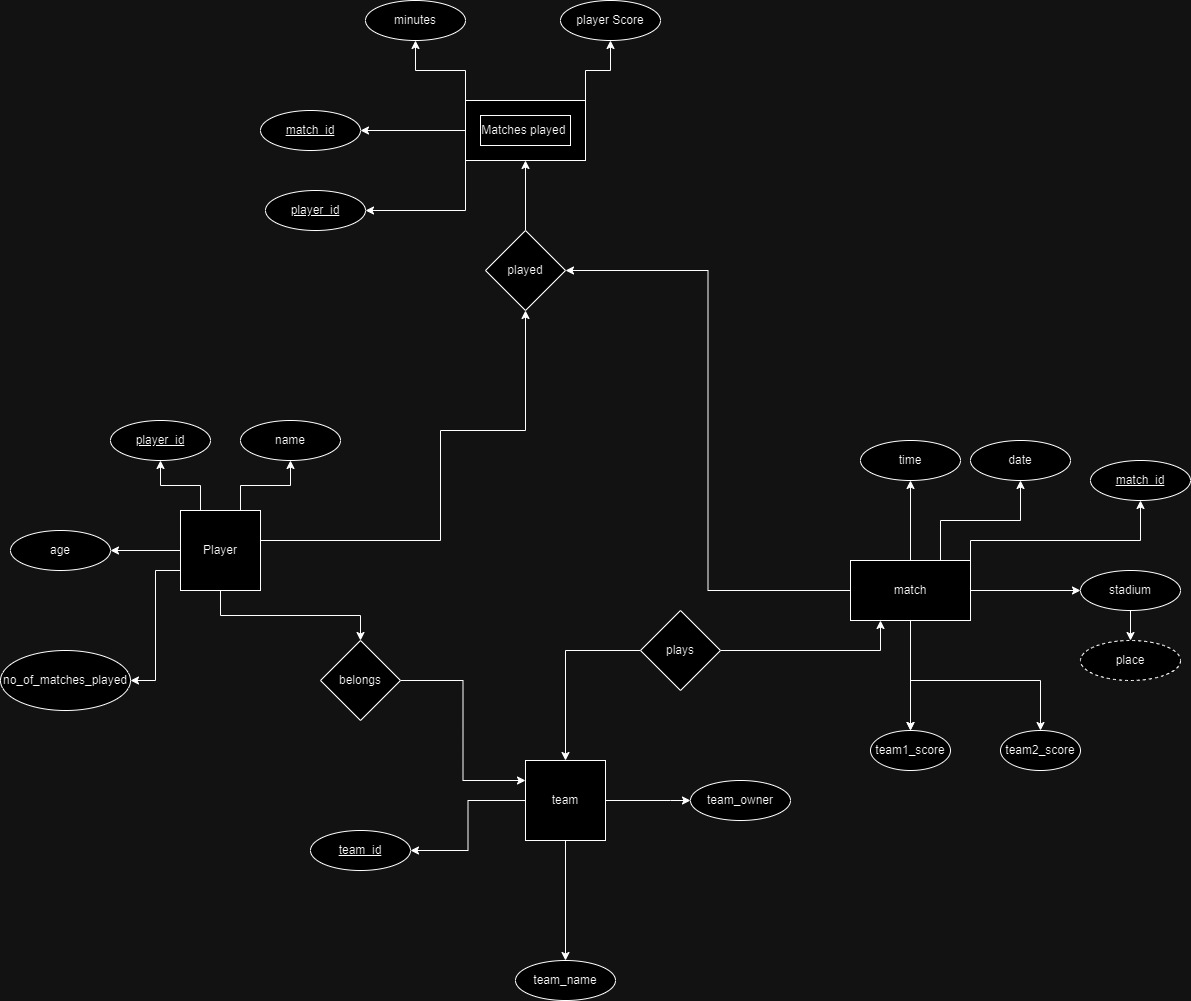 minutes
player Score
match_id
Matches played
player_id
played
player_id
name
time
date
match_id
age
Player
match
stadium
plays
place
no_of_matches_played
belongs
team1_score
team2_score
team
team_owner
team_id
team_name